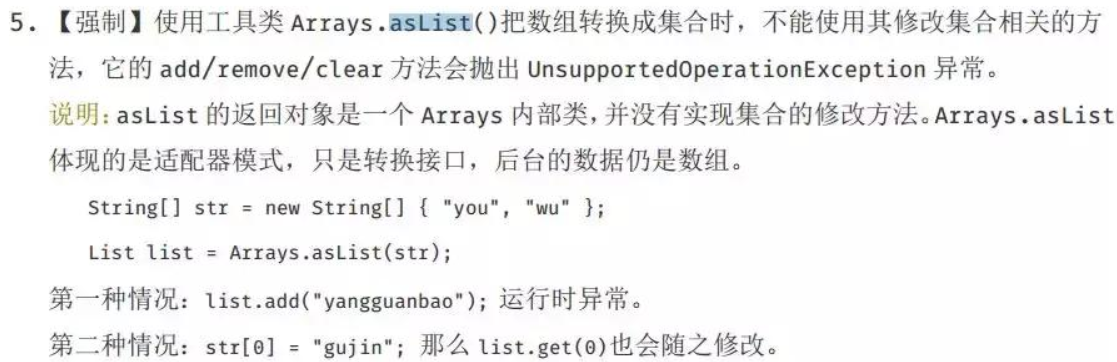 5. 【强制】使用工具类 Arrays.asList()把数组转换成集合时，不能使用其修改集合相关的方
法，它的 add/remove/clear 方法会抛出 UnsupportedOperationException 异常。
说明：asList 的返回对象是一个 Arrays 内部类，并没有实现集合的修改方法。Arrays.asList
体现的是适配器模式，只是转换接口，后台的数据仍是数组。
String[] str = new String[] { "you", "wu" };
List list = Arrays.asList(str);
第一种情况：list.add("yangguanbao"); 运行时异常。
第二种情况：str[0] = "gujin"; 那么 list.get(0)也会随之修改。